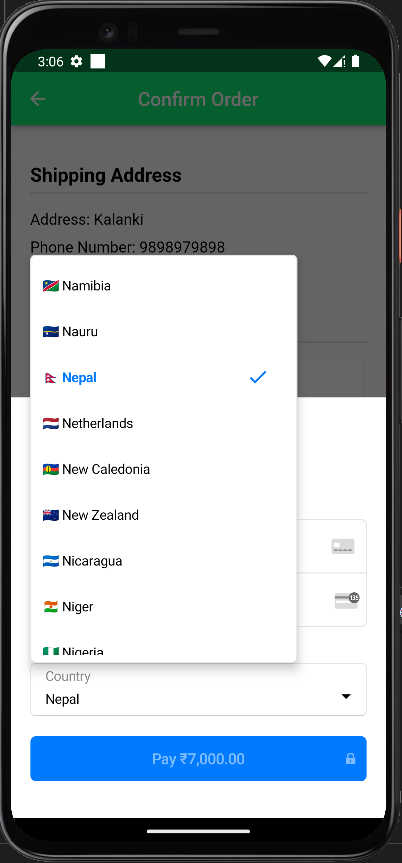 3:06
Confirm Order
Shipping Address
Address: Kalanki
Phone Number: 9898979898
Namibia
Nauru
Nepal
Netherlands
New Caledonia
New Zealand
Nicaragua
135
Niger
Nigeria
Country
Nepal
Pay ₹7,000.00